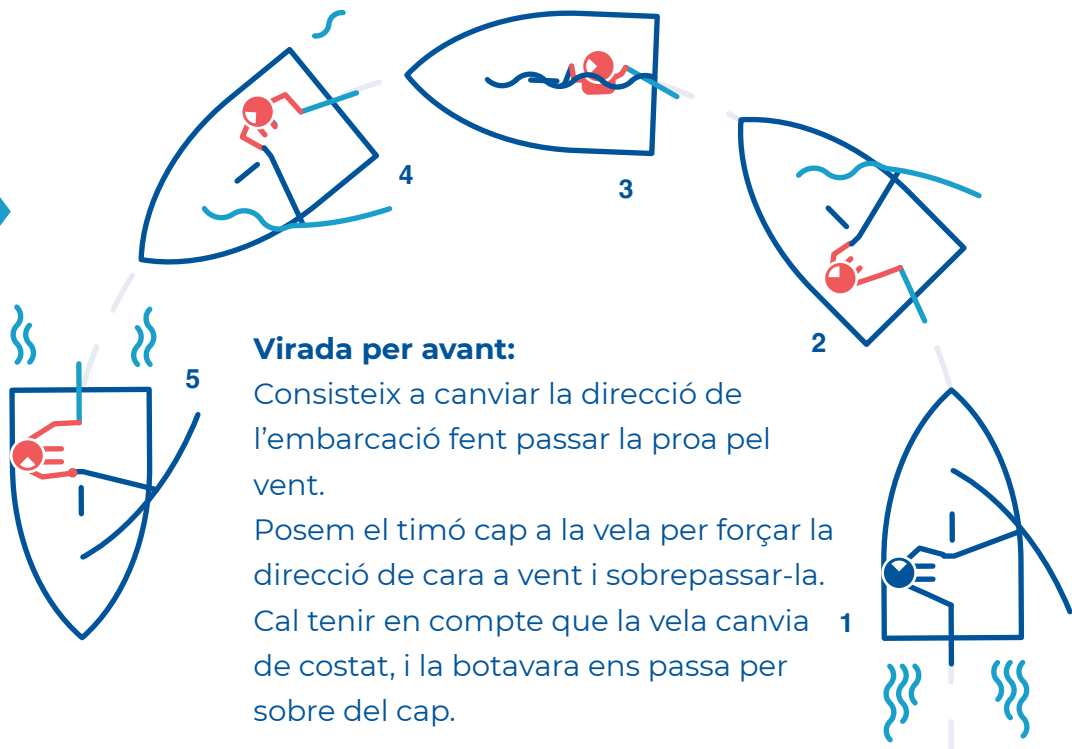 4
3
2
5
Virada per avant:
Consisteix a canviar la direcció de
l’embarcació fent passar la proa pel
vent.
Posem el timó cap a la vela per forçar la
direcció de cara a vent i sobrepassar-la.
Cal tenir en compte que la vela canvia
de costat, i la botavara ens passa per
sobre del cap.
1